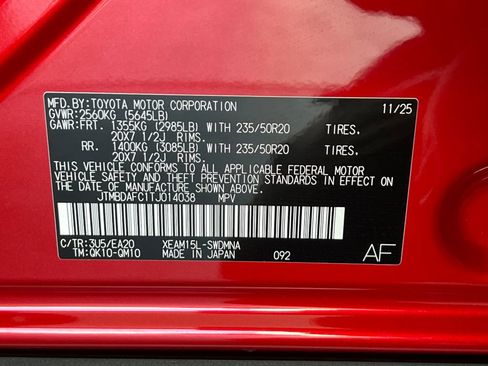 MFD.BY:TOYOTA MOTOR CORPORATION 11/25
GVWR:2560KG (5645LB)
GAWR:FRT. 1355KG (2985LB) WITH 235/50R20 TIRES.
20X7 1/2J RIMS.
RR. 1400KG (3085LB) WITH 235/50R20 TIRES.
20X7 1/2J RIMS.
THIS VEHICLE CONFORMS TO ALL APPLICABLE FEDERAL MOTOR
VEHICLE SAFETY AND THEFT PREVENTION STANDARDS IN EFFECT ON
THE DATE OF MANUFACTURE SHOWN ABOVE.
JTMBDAFC1TJ014038 MPV
C/TR:3U5/EA20 XEAM15L-SWDMNA
TM:QK10-QM10 MADE IN JAPAN 092 AF